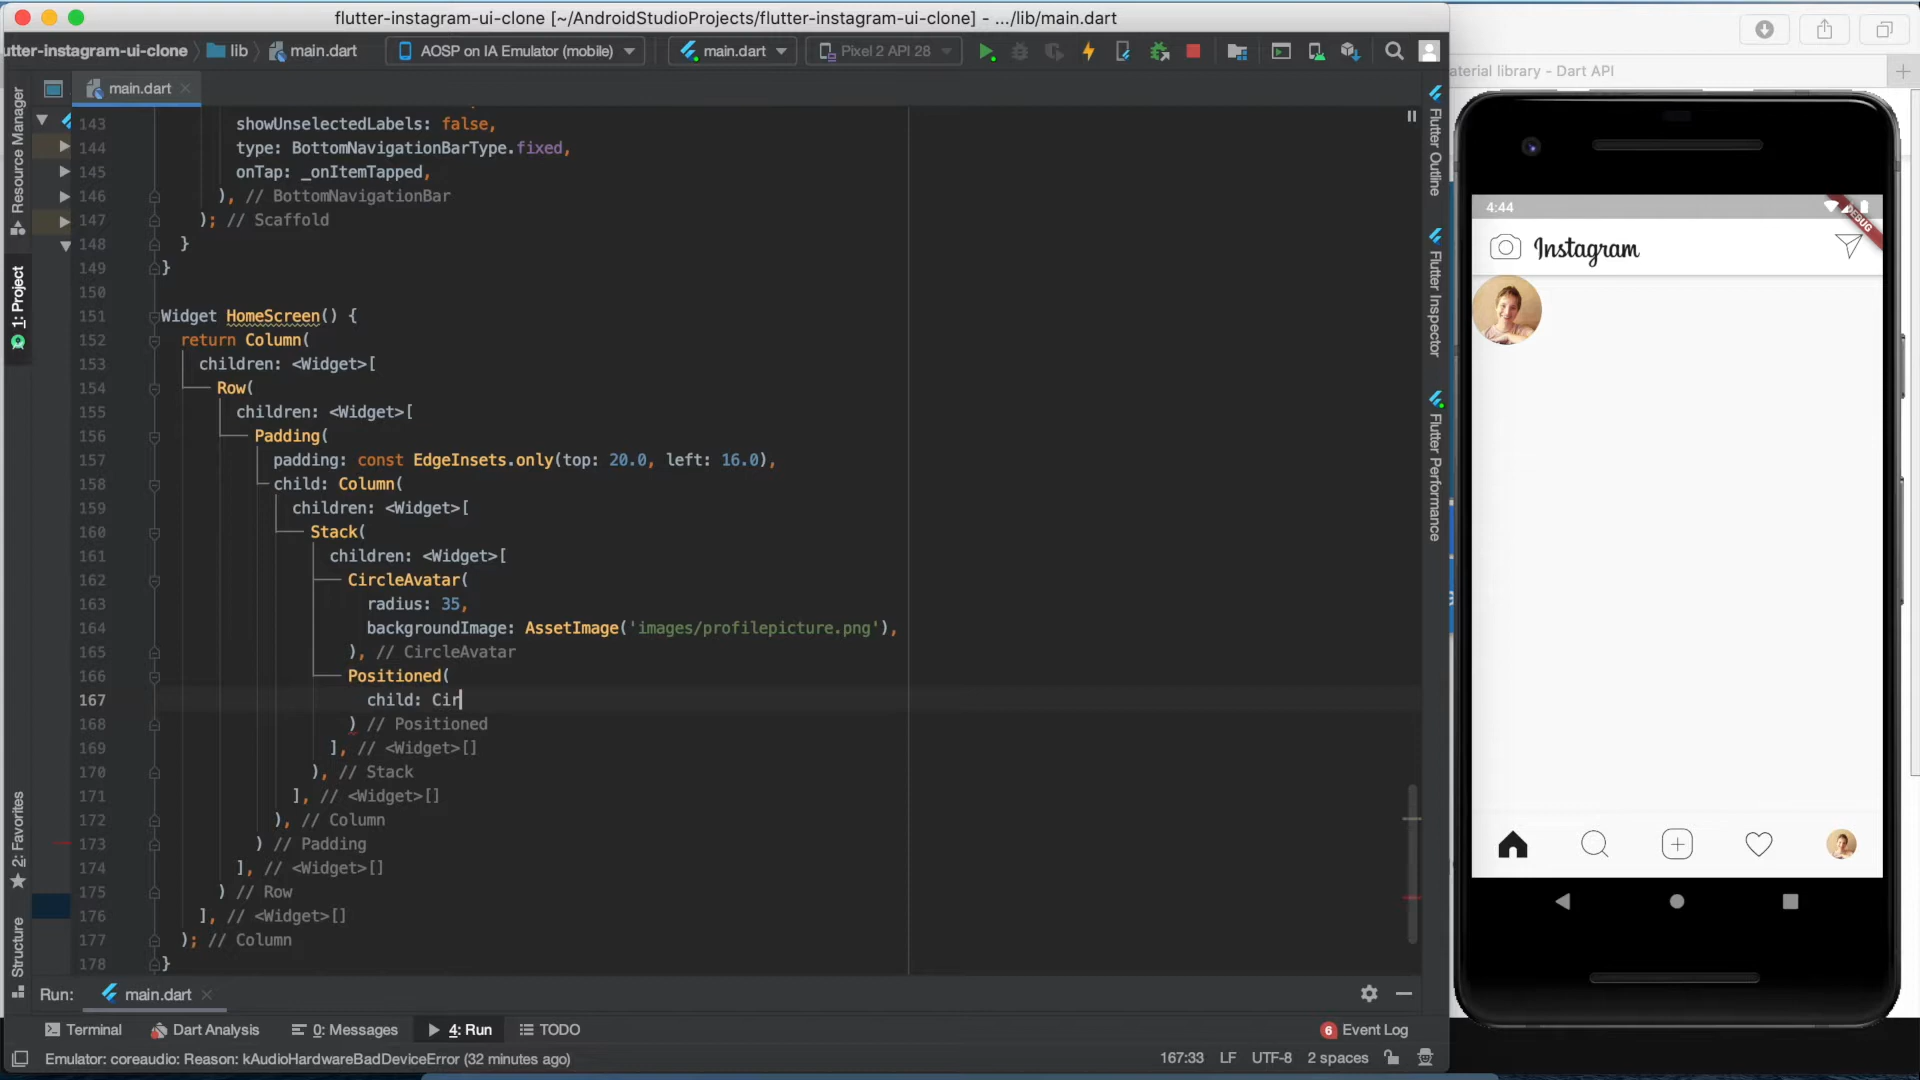 flutter-instagram-ui-clone [~/AndroidStudioProjects/flutter-instagram-ui-clone] - .../lib/main.dart
utter-instagram-ui-clone lib main.dart AOSP on IA Emulator (mobile) main.dart Pixel 2 API 28
aterial library - Dart API
main.dart
143 showUnselectedLabels: false,
144 type: BottomNavigationBarType.fixed,
145 onTap: _onItemTapped,
146 ), // BottomNavigationBar
147 ); // Scaffold
148 }
149 }
150
151 Widget HomeScreen() {
152 return Column(
153 children: <Widget>[
154 Row(
155 children: <Widget>[
156 Padding(
157 padding: const EdgeInsets.only(top: 20.0, left: 16.0),
158 child: Column(
159 children: <Widget>[
160 Stack(
161 children: <Widget>[
162 CircleAvatar(
163 radius: 35,
164 backgroundImage: AssetImage('images/profilepicture.png'),
165 ), // CircleAvatar
166 Positioned(
167 child: Cir
168 ) // Positioned
169 ], // <Widget>[]
170 ), // Stack
171 ], // <Widget>[]
172 ), // Column
173 ) // Padding
174 ], // <Widget>[]
175 ) // Row
176 ], // <Widget>[]
177 ); // Column
178 }
Resource Manager
1: Project
2: Favorites
Structure
Flutter Outline
Flutter Inspector
Flutter Performance
4:44
DEBUG
Instagram
Run: main.dart
Terminal Dart Analysis 0: Messages 4: Run TODO 6 Event Log
Emulator: coreaudio: Reason: kAudioHardwareBadDeviceError (32 minutes ago) 167:33 LF UTF-8 2 spaces